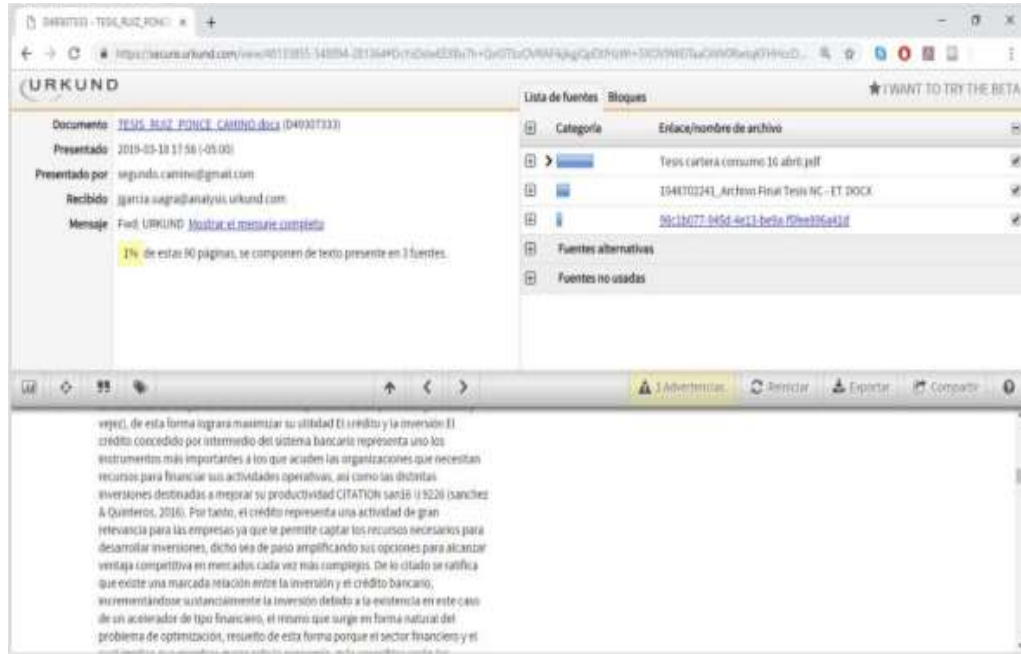 URKUND
I WANT TO TRY THE BETA
Documento TESIS_RUIZ_PONCE_CAMINO.docx (D49307333)
Presentado 2019-03-18 17:56 (-05:00)
Presentado por segundo.camino@gmail.com
Recibido jgarcia.uagra@analysis.urkund.com
Mensaje Fwd: URKUND Mostrar el mensaje completo
1% de estas 90 páginas, se componen de texto presente en 3 fuentes.
Lista de fuentes Bloques
Categoría Enlace/nombre de archivo
Tesis cartera consumo 16 abril.pdf
Archivo Final Tesis NC - ET DOCX
Fuentes alternativas
Fuentes no usadas
1 Advertencias Reiniciar Exportar Compartir
vejez), de esta forma lograra maximizar su utilidad El crédito y la inversión El
crédito concedido por intermedio del sistema bancario representa uno los
instrumentos más importantes a los que acuden las organizaciones que necesitan
recursos para financiar sus actividades operativas, así como las distintas
inversiones destinadas a mejorar su productividad CITATION san16 \l 9226 (sanchez
& Quinteros, 2016). Por tanto, el crédito representa una actividad de gran
relevancia para las empresas ya que le permite captar los recursos necesarios para
desarrollar inversiones, dicho sea de paso amplificando sus opciones para alcanzar
ventaja competitiva en mercados cada vez más complejos. De lo citado se ratifica
que existe una marcada relación entre la inversión y el crédito bancario,
incrementándose sustancialmente la inversión debido a la existencia en este caso
de un acelerador de tipo financiero, el mismo que surge en forma natural del
problema de optimización, resuelto de esta forma porque el sector financiero y el